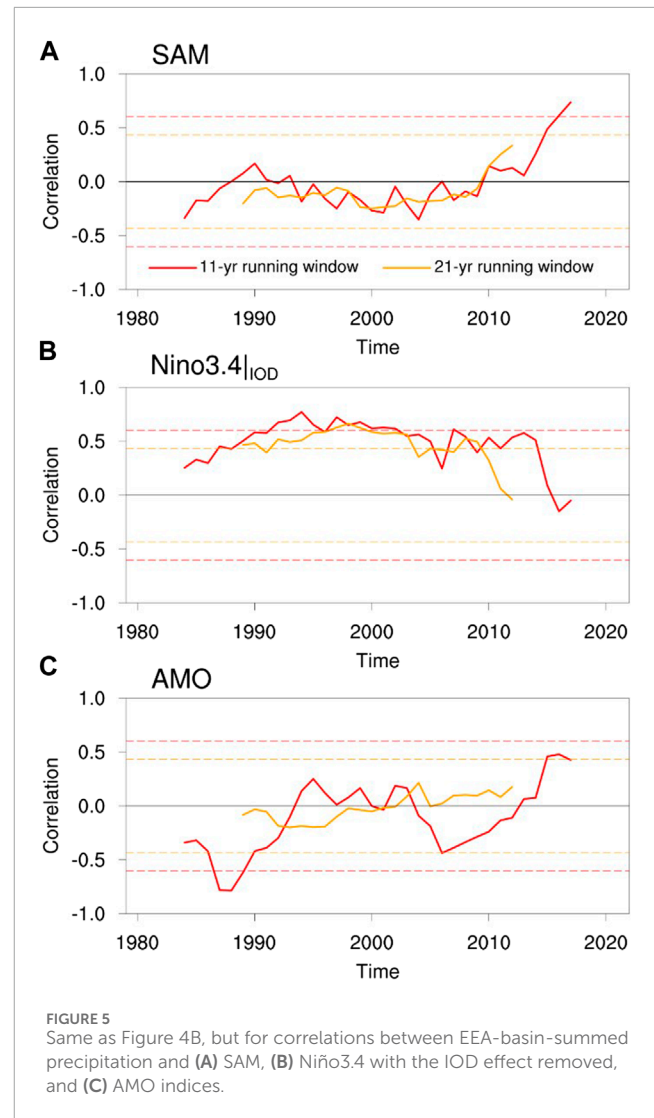 A
SAM
1.0
0.5
0.0
-0.5
-1.0
Correlation
11-yr running window
21-yr running window
1980 1990 2000 2010 2020
Time
B
Nino3.4|IOD
1.0
0.5
0.0
-0.5
-1.0
Correlation
1980 1990 2000 2010 2020
Time
C
AMO
1.0
0.5
0.0
-0.5
-1.0
Correlation
1980 1990 2000 2010 2020
Time
FIGURE 5
Same as Figure 4B, but for correlations between EEA-basin-summed
precipitation and (A) SAM, (B) Niño3.4 with the IOD effect removed,
and (C) AMO indices.